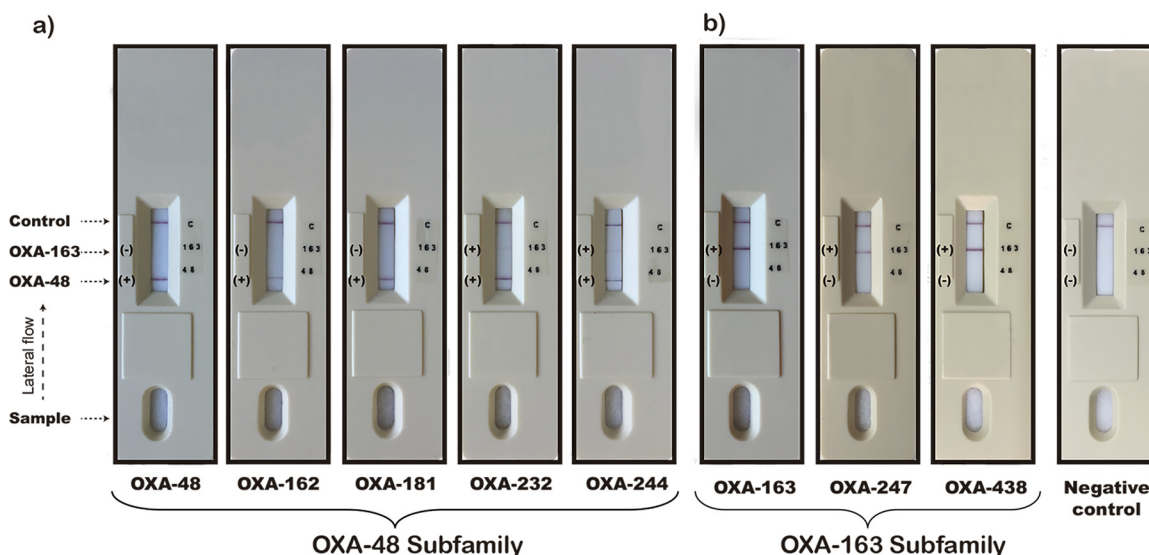 a)
b)
Control
OXA-163
OXA-48
Lateral flow
Sample
C
163
48
(-)
(+)
OXA-48
C
163
48
(-)
(+)
OXA-162
C
163
48
(-)
(+)
OXA-181
C
163
48
(+)
(+)
OXA-232
C
163
48
(+)
(+)
OXA-244
OXA-48 Subfamily
C
163
48
(+)
(-)
OXA-163
C
163
48
(+)
(-)
OXA-247
C
163
48
(+)
(-)
OXA-438
OXA-163 Subfamily
C
163
48
(-)
(-)
Negative
control